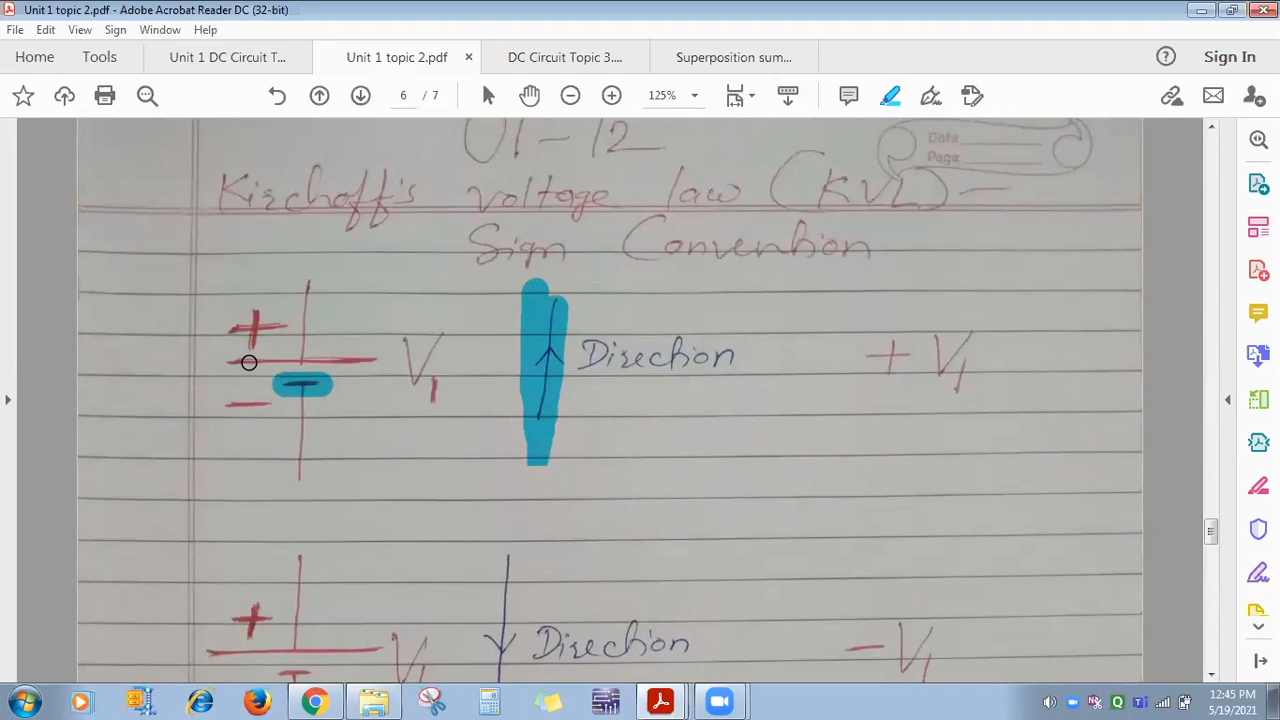 Unit 1 topic 2.pdf - Adobe Acrobat Reader DC (32-bit)
File Edit View Sign Window Help
Home Tools Unit 1 DC Circuit T... Unit 1 topic 2.pdf × DC Circuit Topic 3.... Superposition sum... Sign In
6 / 7 125%
U1-12
Date
Page
Kirchoff's voltage law (KVL) —
Sign Convention
+
V1 Direction + V1
−
+
V1 Direction − V1
12:45 PM
5/19/2021